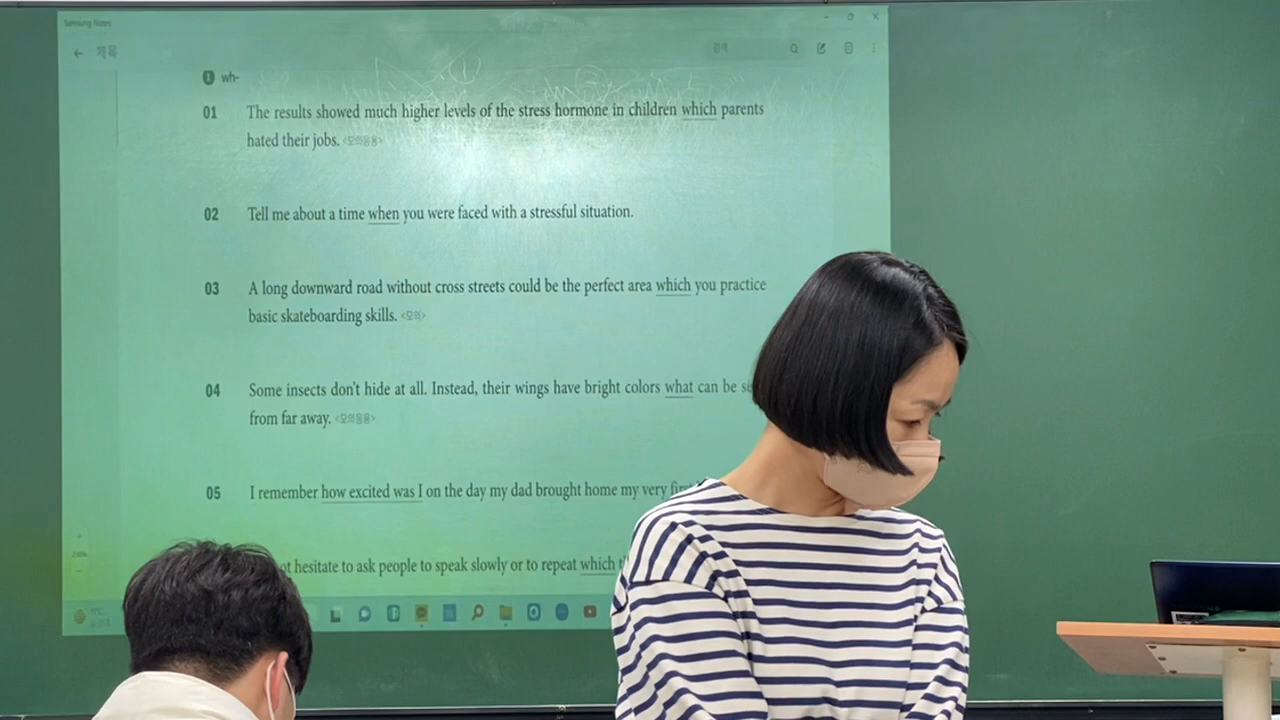 Samsung Notes
← 제목
검색
1 wh-
01 The results showed much higher levels of the stress hormone in children which parents
hated their jobs. <모의응용>
02 Tell me about a time when you were faced with a stressful situation.
03 A long downward road without cross streets could be the perfect area which you practice
basic skateboarding skills. <모의>
04 Some insects don't hide at all. Instead, their wings have bright colors what can be
from far away. <모의응용>
05 I remember how excited was I on the day my dad brought home my very
hesitate to ask people to speak slowly or to repeat which